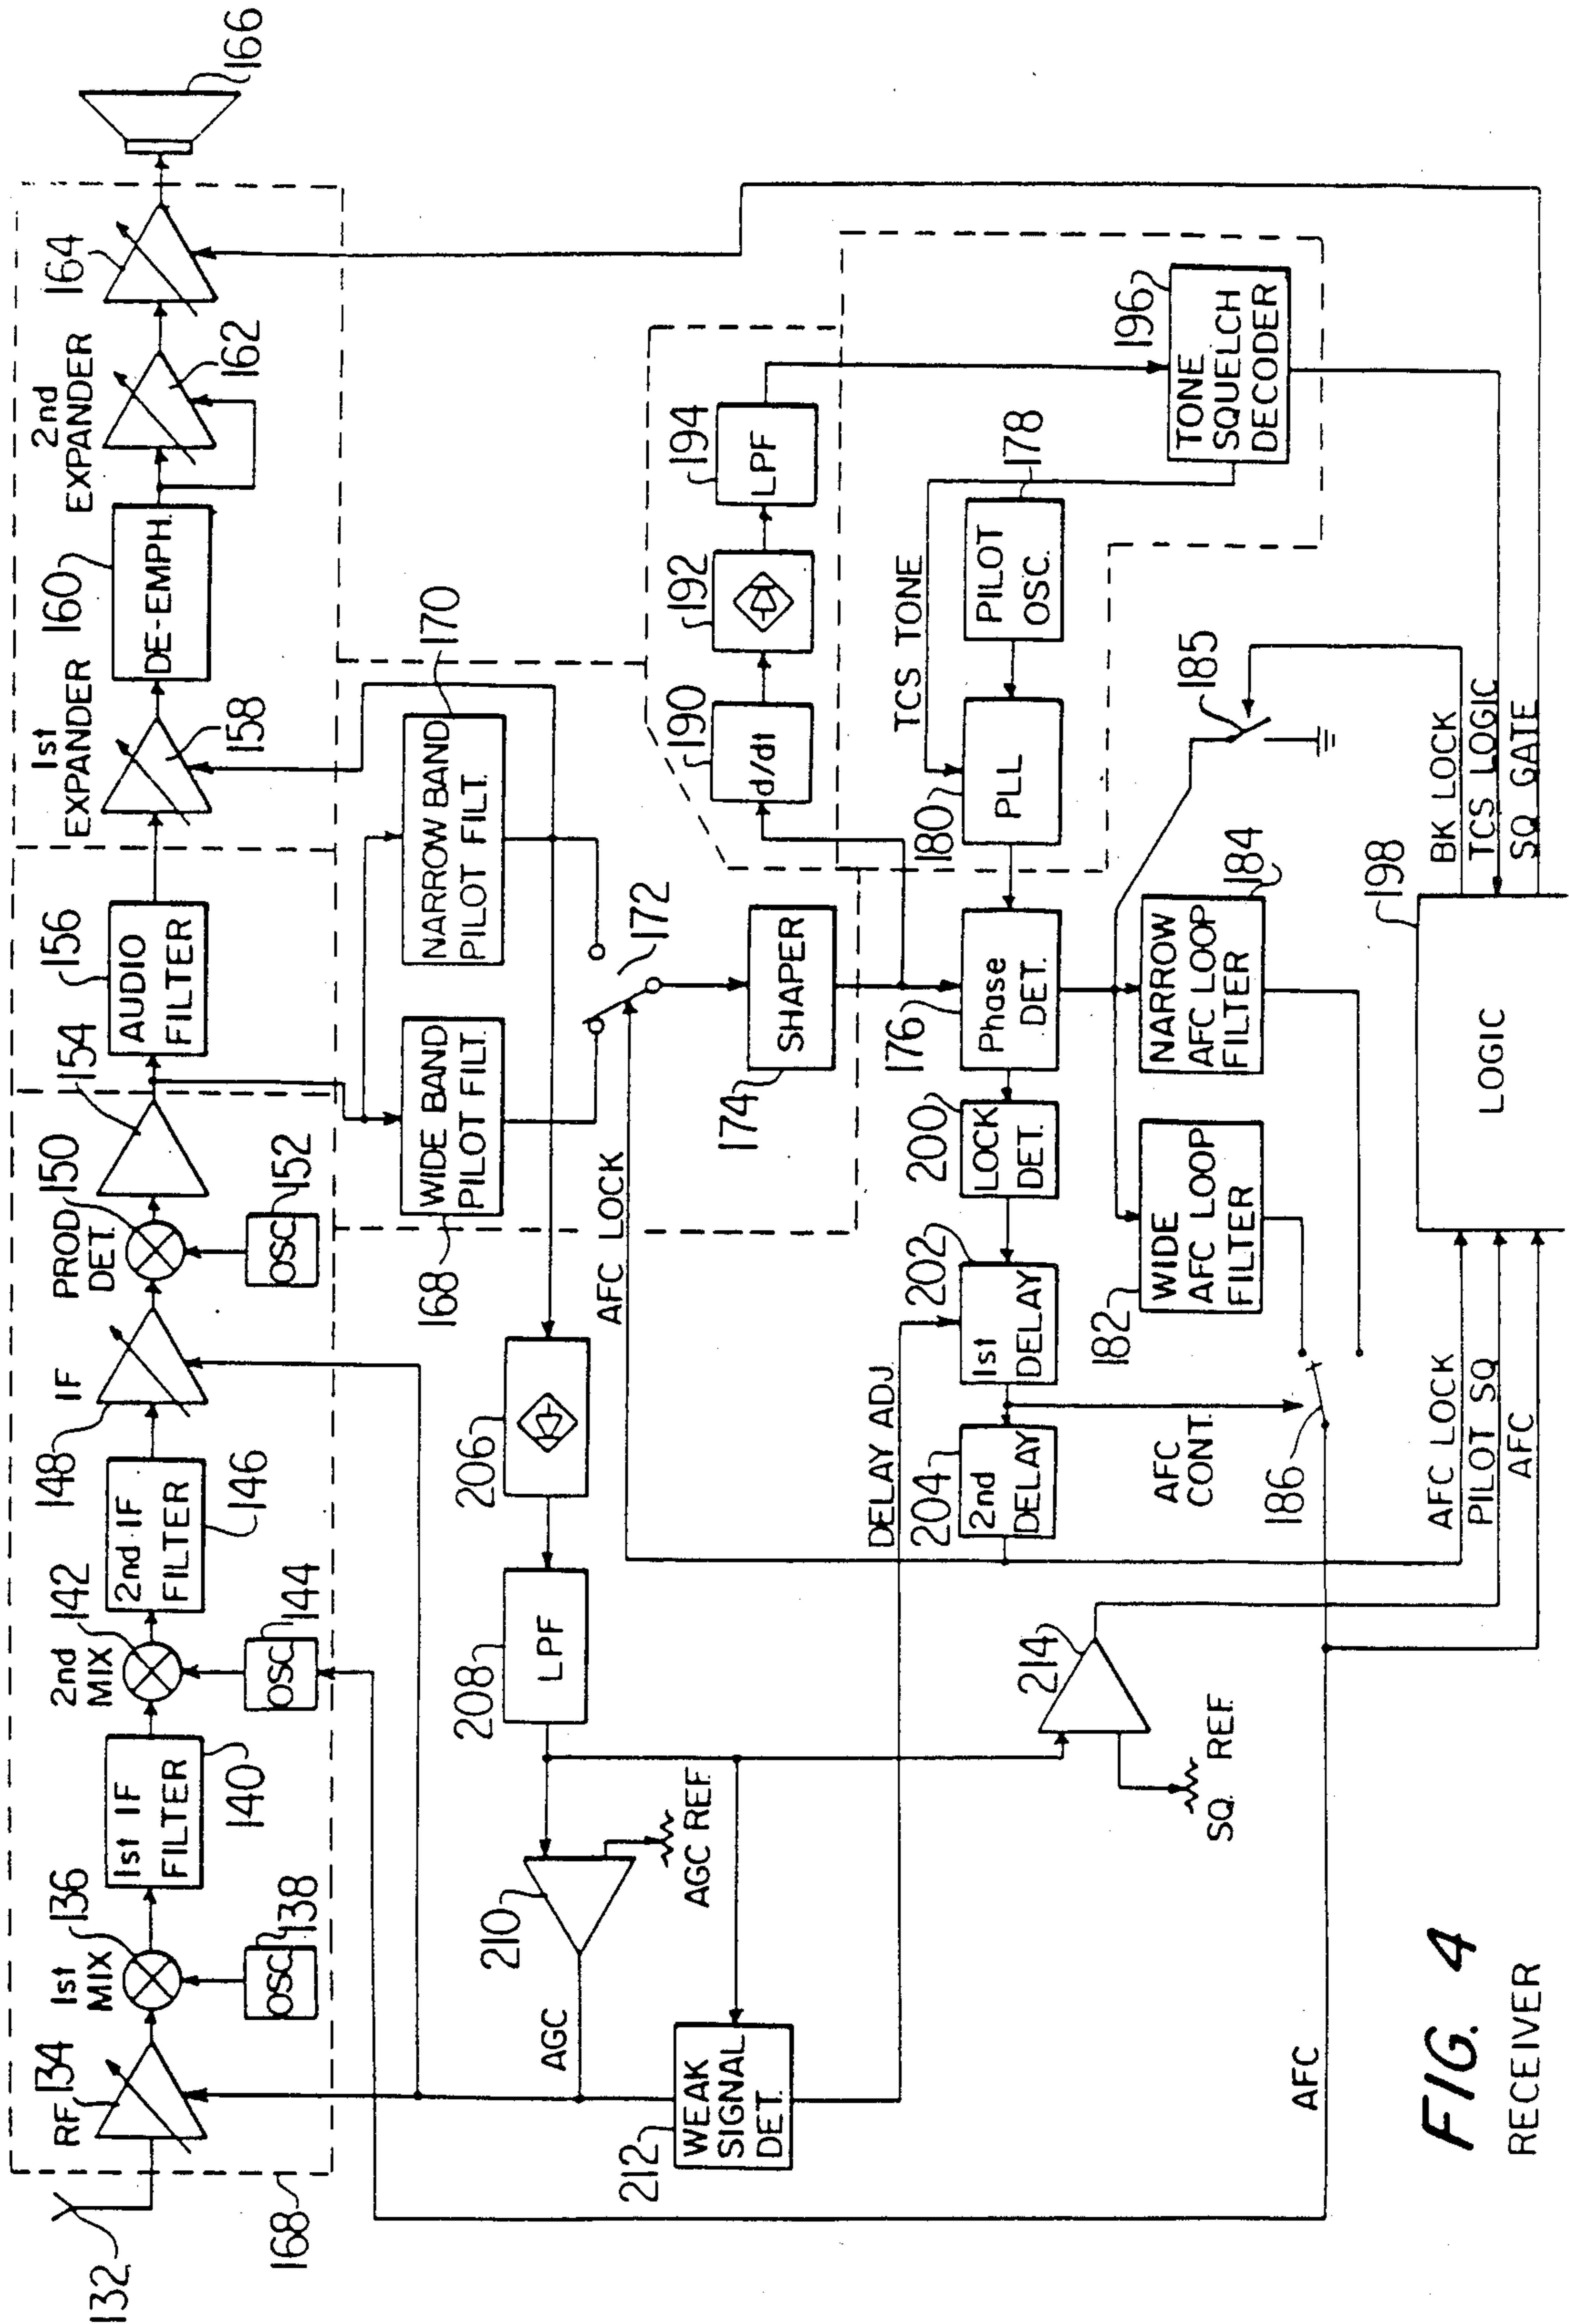 132
168
RF
134
1st
MIX
136
OSC
138
1st IF
FILTER
140
2nd
MIX
142
OSC
144
2nd IF
FILTER
146
IF
148
PROD
DET.
150
OSC
152
154
AUDIO
FILTER
156
1st
EXPANDER
158
DE-EMPH.
160
2nd
EXPANDER
162
164
166
WIDE BAND
PILOT FILT.
168
NARROW BAND
PILOT FILT.
170
172
AFC LOCK
SHAPER
174
206
LPF
208
210
AGC
AGC REF.
WEAK
SIGNAL
DET.
212
DELAY ADJ
d/dt
190
192
LPF
194
TONE
SQUELCH
DECODER
196
TCS TONE
PILOT
OSC.
178
PLL
180
Phase
DET.
176
LOCK
DET.
200
1st
DELAY
202
2nd
DELAY
204
AFC
CONT.
WIDE
AFC LOOP
FILTER
182
NARROW
AFC LOOP
FILTER
184
185
186
214
SQ. REF.
AFC
AFC LOCK
PILOT SQ
AFC
LOGIC
198
BK LOCK
TCS LOGIC
SQ GATE
FIG. 4
RECEIVER